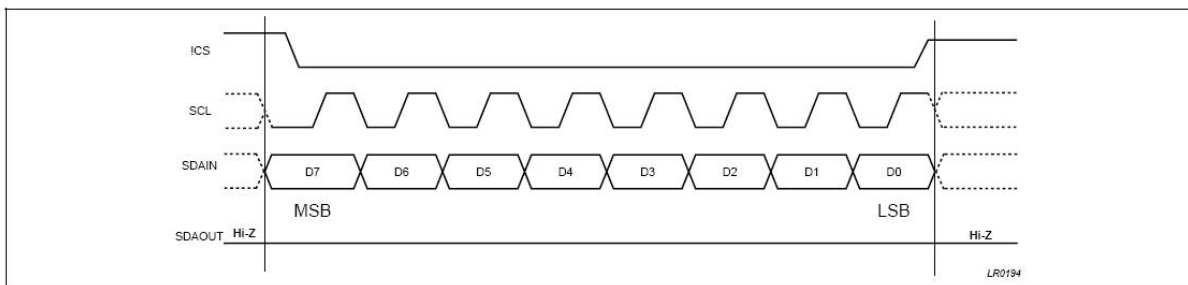 !CS
SCL
SDAIN D7 D6 D5 D4 D3 D2 D1 D0
MSB LSB
SDAOUT Hi-Z Hi-Z
LR0194